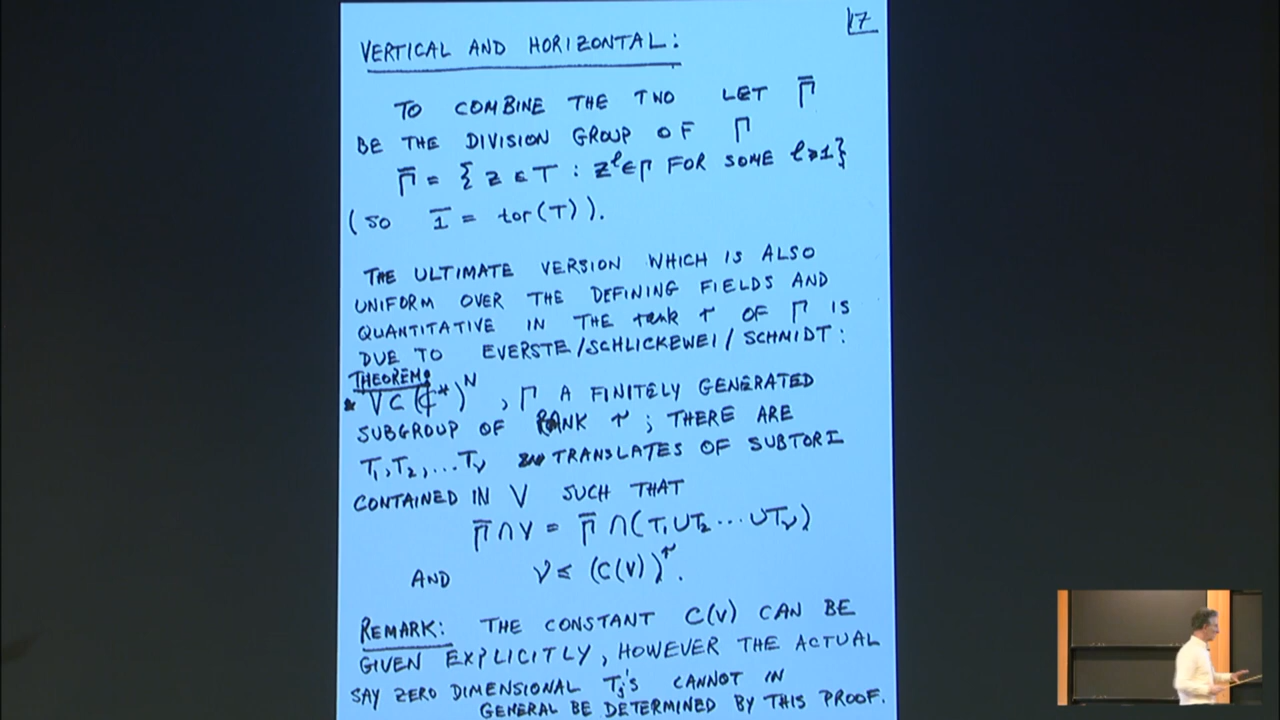 17
VERTICAL AND HORIZONTAL:
TO COMBINE THE TWO LET Γ̅
BE THE DIVISION GROUP OF Γ
Γ̅ = { z ∈ T : z^ℓ ∈ Γ FOR SOME ℓ ≥ 1 }
(SO 1̅ = tor(T)).
THE ULTIMATE VERSION WHICH IS ALSO
UNIFORM OVER THE DEFINING FIELDS AND
QUANTITATIVE IN THE rank r OF Γ IS
DUE TO EVERSTE/SCHLICKEWEI/SCHMIDT:
THEOREM:
V ⊂ (ℂ*)^N, Γ A FINITELY GENERATED
SUBGROUP OF RANK r; THERE ARE
T₁, T₂, ... T_ν TRANSLATES OF SUBTORI
CONTAINED IN V SUCH THAT
Γ̅ ∩ V = Γ̅ ∩ (T₁ ∪ T₂ ... ∪ T_ν)
AND ν ≤ (C(V))^r.
REMARK: THE CONSTANT C(V) CAN BE
GIVEN EXPLICITLY, HOWEVER THE ACTUAL
SAY ZERO DIMENSIONAL T_j'S CANNOT IN
GENERAL BE DETERMINED BY THIS PROOF.